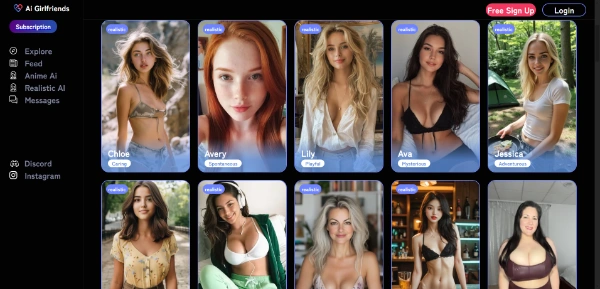 Ai Girlfriends
Free Sign Up
Login
Subscription
Explore
Feed
Anime Ai
Realistic AI
Messages
Discord
Instagram
realistic
realistic
realistic
realistic
realistic
Chloe
Avery
Lily
Ava
Jessica
Caring
Spontaneous
Playful
Mysterious
Adventurous
realistic
realistic
realistic
realistic
realistic